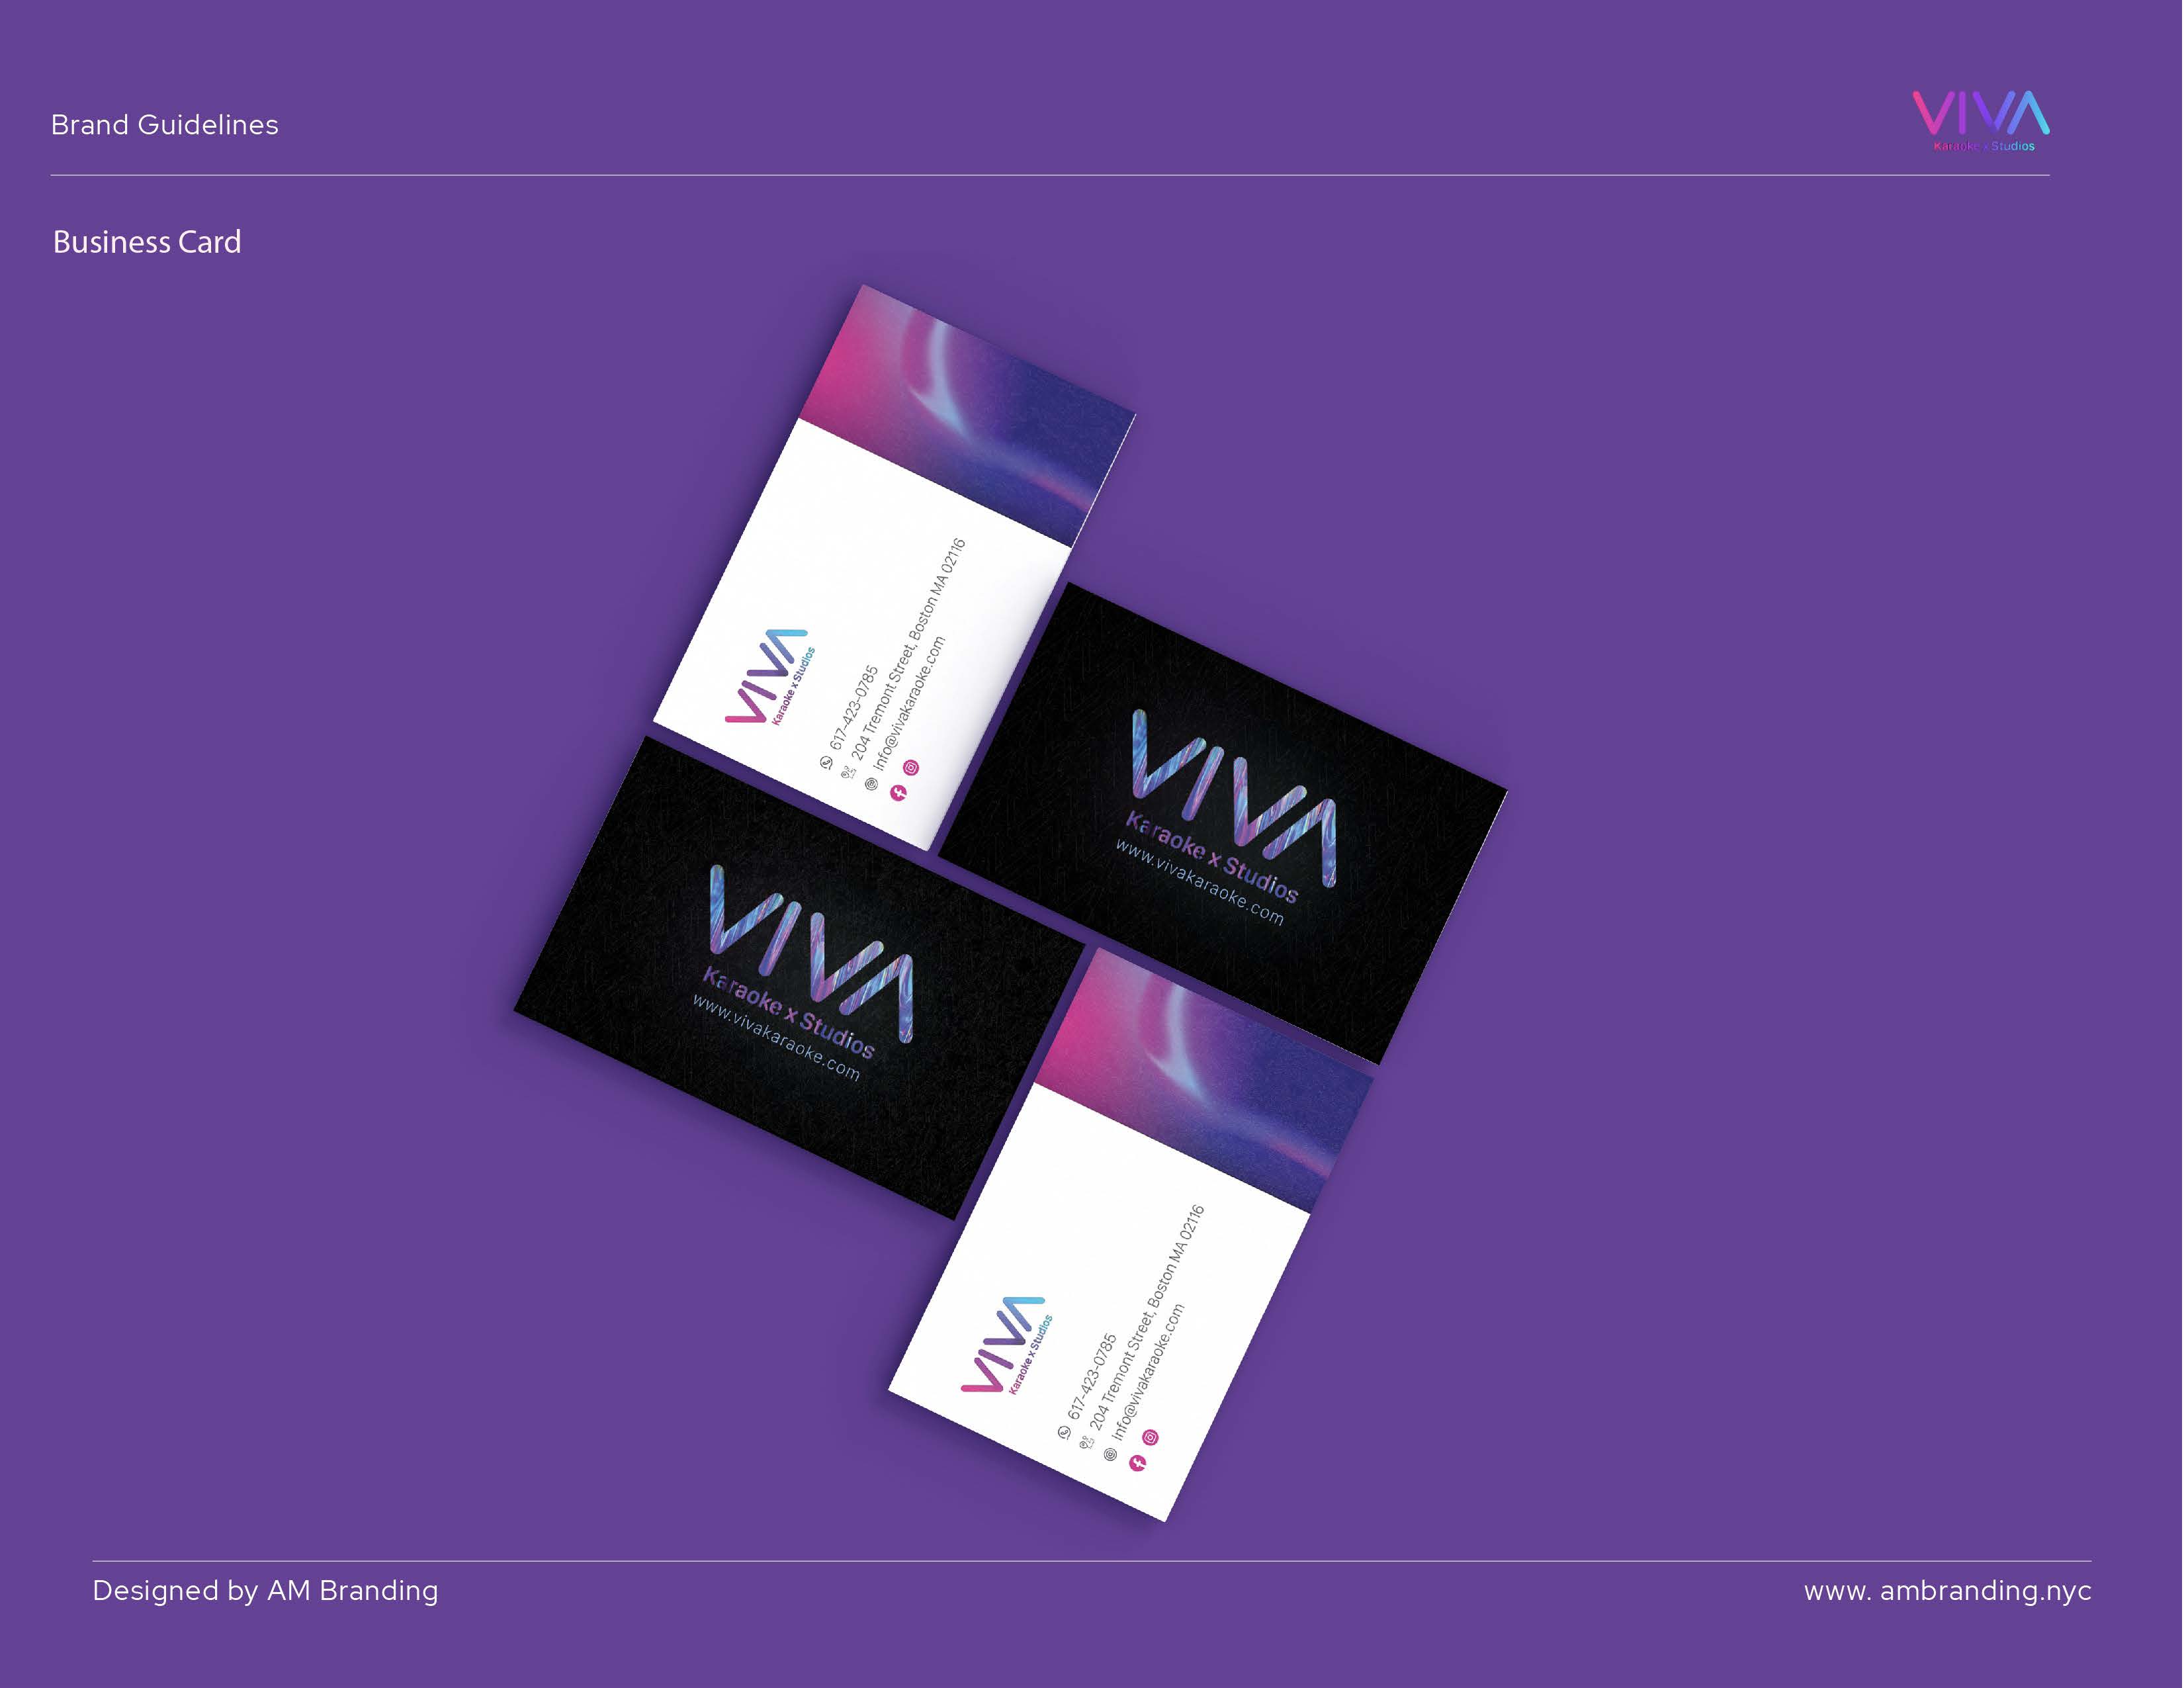 Brand Guidelines
VIVA
Karaoke x Studios
Business Card
VIVA
Karaoke x Studios
617-423-0785
204 Tremont Street, Boston MA 02116
info@vivakaraoke.com
VIVA
Karaoke x Studios
www.vivakaraoke.com
VIVA
Karaoke x Studios
www.vivakaraoke.com
VIVA
Karaoke x Studios
617-423-0785
204 Tremont Street, Boston MA 02116
info@vivakaraoke.com
Designed by AM Branding
www. ambranding.nyc